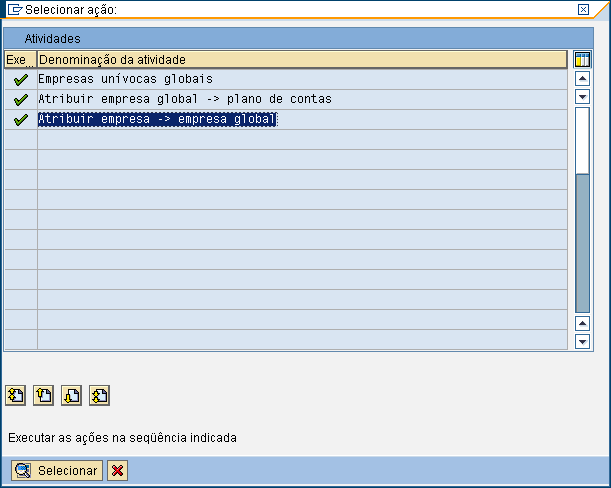 Selecionar ação:
Atividades
Exe... Denominação da atividade
Empresas unívocas globais
Atribuir empresa global -> plano de contas
Atribuir empresa -> empresa global
Executar as ações na seqüência indicada
Selecionar